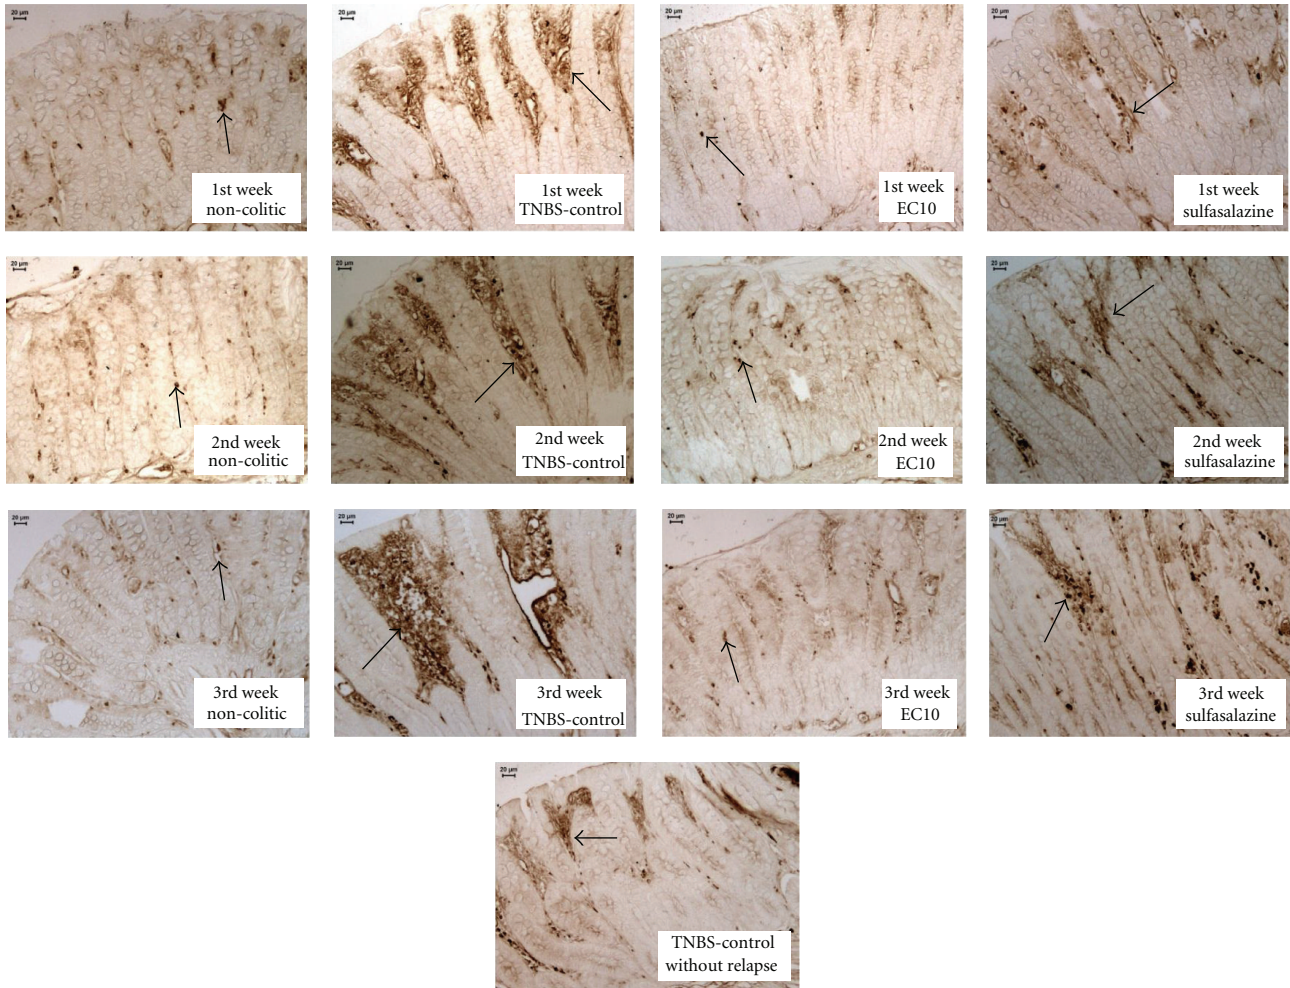 20 µm
20 µm
20 µm
20 µm
1st week
non-colitic
1st week
TNBS-control
1st week
EC10
1st week
sulfasalazine
20 µm
20 µm
20 µm
20 µm
2nd week
non-colitic
2nd week
TNBS-control
2nd week
EC10
2nd week
sulfasalazine
20 µm
20 µm
20 µm
20 µm
3rd week
non-colitic
3rd week
TNBS-control
3rd week
EC10
3rd week
sulfasalazine
20 µm
TNBS-control
without relapse